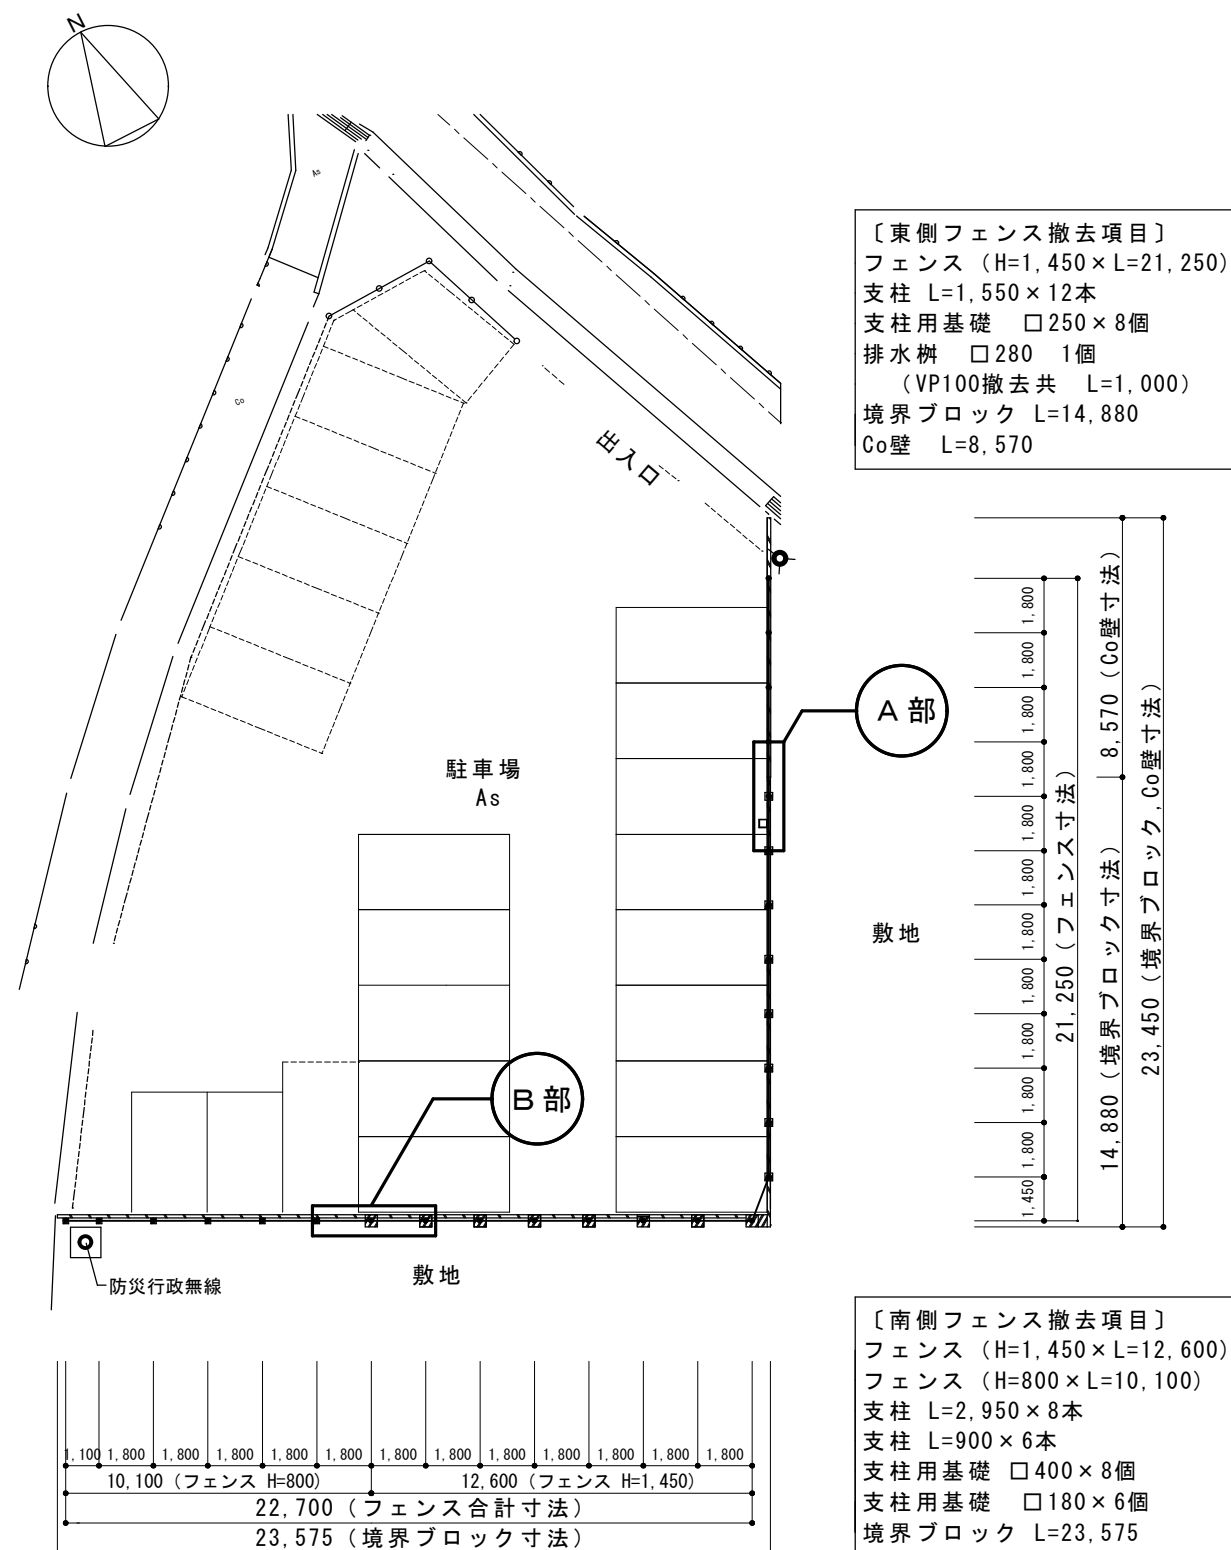 N
As
Co
〔東側フェンス撤去項目〕
フェンス（H=1,450×L=21,250）
支柱 L=1,550×12本
支柱用基礎　□250×8個
排水桝　□280　1個
（VP100撤去共　L=1,000）
境界ブロック L=14,880
Co壁　L=8,570
出入口
駐車場
As
A部
B部
敷地
敷地
防災行政無線
1,800
1,800
1,800
1,800
1,800
1,800
1,800
1,800
1,800
1,800
1,800
1,450
21,250（フェンス寸法）
8,570（Co壁寸法）
14,880（境界ブロック寸法）
23,450（境界ブロック,Co壁寸法）
1,100 1,800 1,800 1,800 1,800 1,800 1,800 1,800 1,800 1,800 1,800 1,800 1,800
10,100（フェンス H=800） 12,600（フェンス H=1,450）
22,700（フェンス合計寸法）
23,575（境界ブロック寸法）
〔南側フェンス撤去項目〕
フェンス（H=1,450×L=12,600）
フェンス（H=800×L=10,100）
支柱 L=2,950×8本
支柱 L=900×6本
支柱用基礎 □400×8個
支柱用基礎　□180×6個
境界ブロック L=23,575